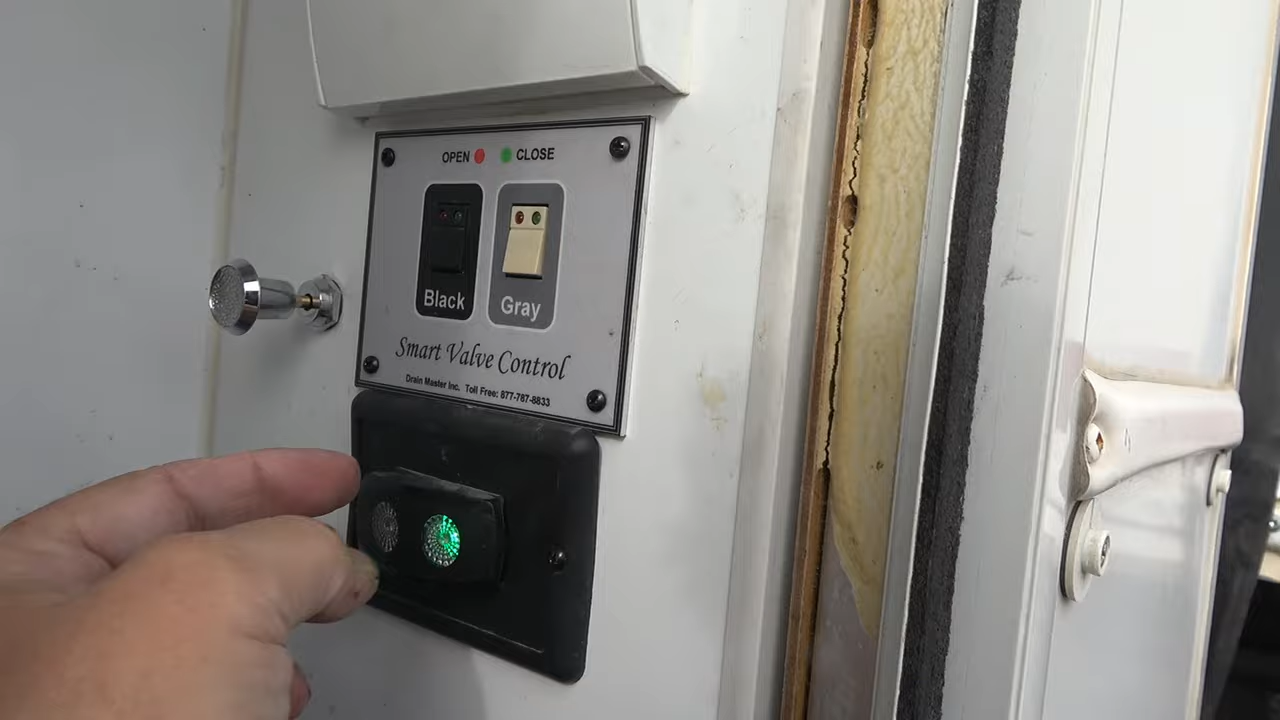 OPEN CLOSE
Black
Gray
Smart Valve Control
Drain Master Inc. Toll Free: 877-787-8833